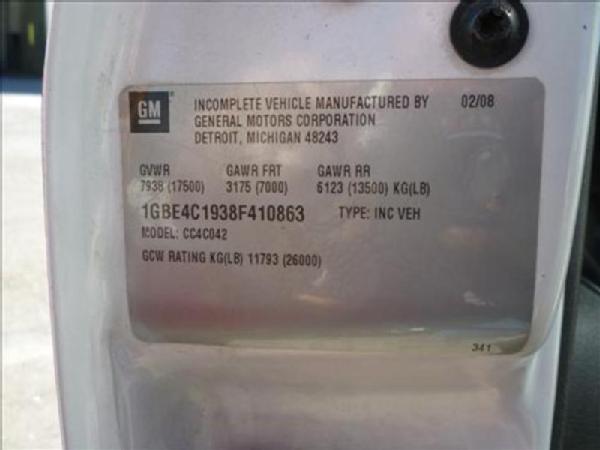 GM
INCOMPLETE VEHICLE MANUFACTURED BY 02/08
GENERAL MOTORS CORPORATION
DETROIT, MICHIGAN 48243
GVWR GAWR FRT GAWR RR
7938 (17500) 3175 (7000) 6123 (13500) KG(LB)
1GBE4C1938F410863 TYPE: INC VEH
MODEL: CC4C042
GCW RATING KG(LB) 11793 (26000)
341